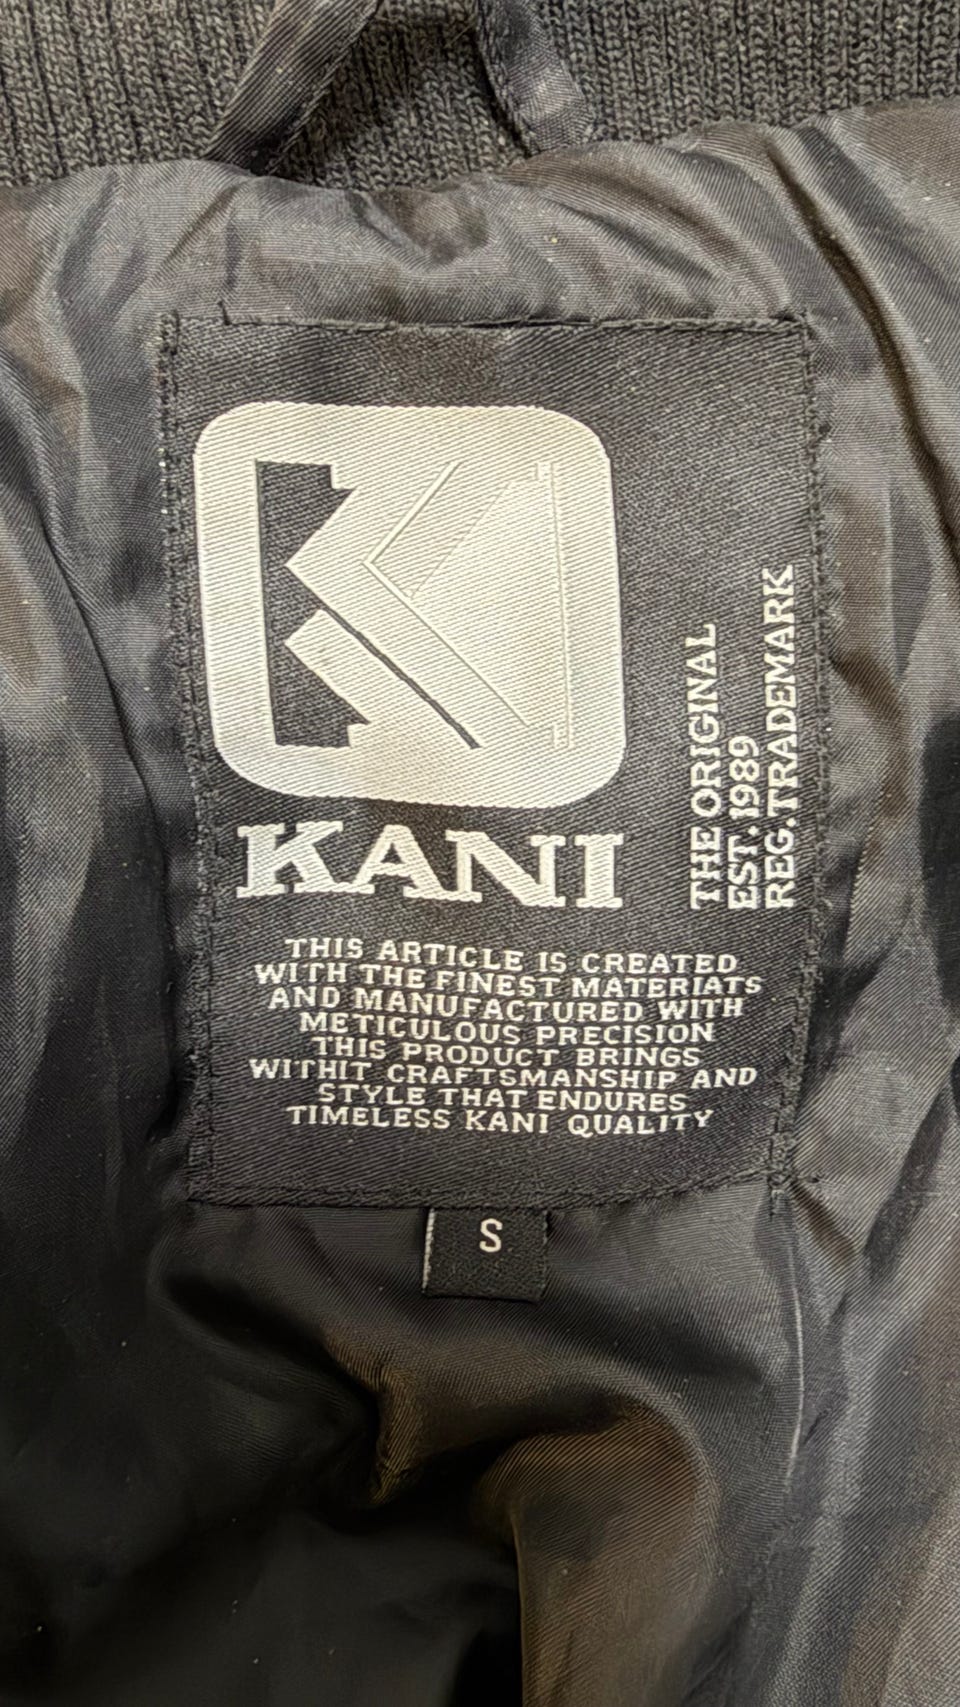 KANI
THE ORIGINAL
EST. 1989
REG. TRADEMARK
THIS ARTICLE IS CREATED
WITH THE FINEST MATERIATS
AND MANUFACTURED WITH
METICULOUS PRECISION
THIS PRODUCT BRINGS
WITHIT CRAFTSMANSHIP AND
STYLE THAT ENDURES
TIMELESS KANI QUALITY
S